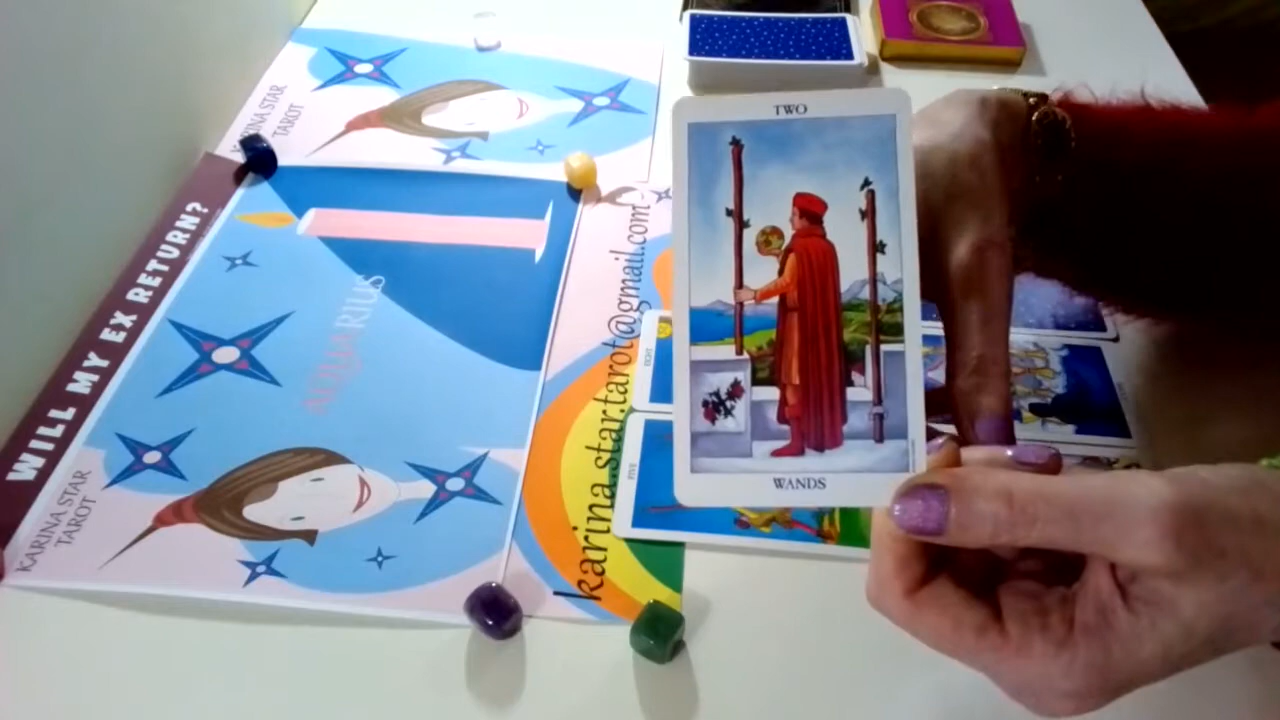 KARINA STAR
TAROT
WILL MY EX RETURN?
AQUARIUS
KARINA STAR
TAROT
karina.star.tarot@gmail.com
EIGHT
FIVE
TWO
WANDS